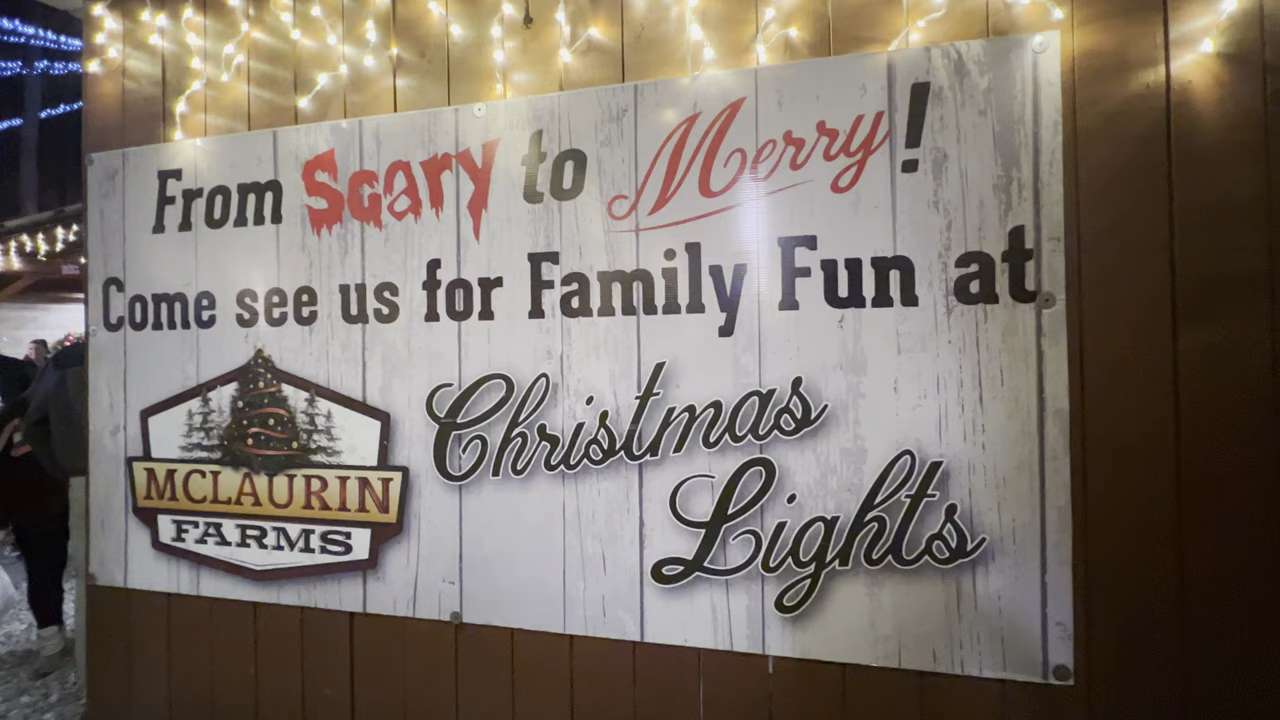 From Scary to Merry!
Come see us for Family Fun at
MCLAURIN
FARMS
Christmas
Lights